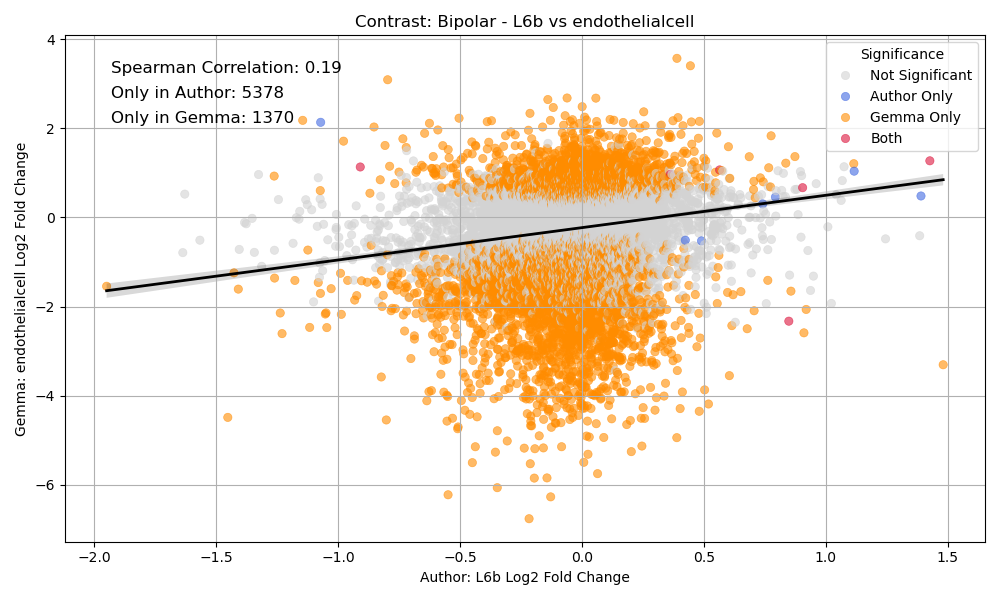 Contrast: Bipolar - L6b vs endothelialcell
Spearman Correlation: 0.19
Only in Author: 5378
Only in Gemma: 1370
Significance
Not Significant
Author Only
Gemma Only
Both
Gemma: endothelialcell Log2 Fold Change
4
2
0
−2
−4
−6
−2.0
−1.5
−1.0
−0.5
0.0
0.5
1.0
1.5
Author: L6b Log2 Fold Change